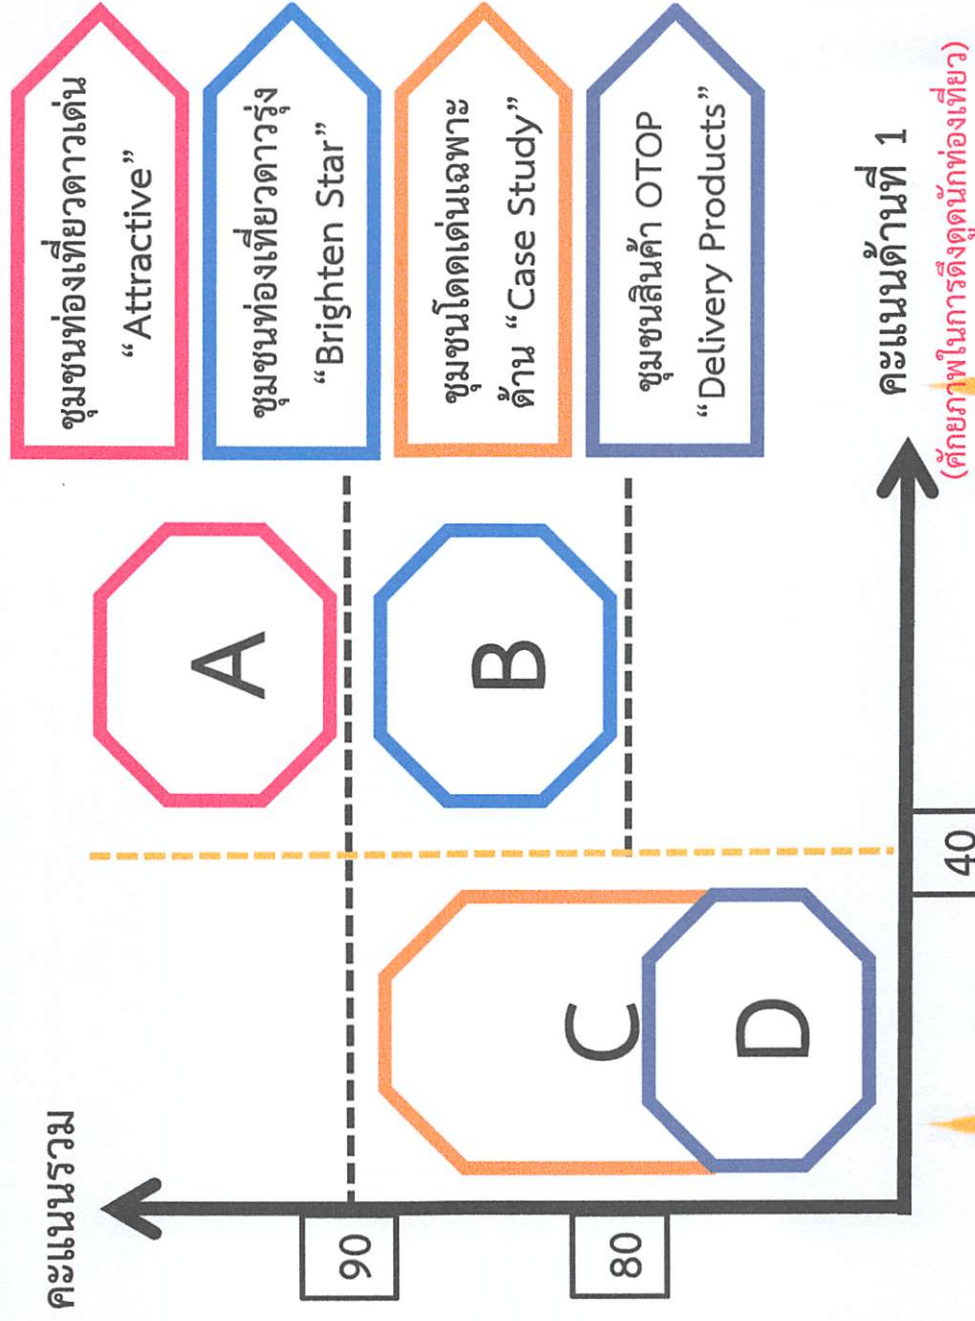 คะแนนรวม
90
80
A
B
C
D
40
คะแนนด้านที่ 1
(ศักยภาพในการดึงดูดนักท่องเที่ยว)
ชุมชนท่องเที่ยวดาวเด่น
“Attractive”
ชุมชนท่องเที่ยวดาวรุ่ง
“Brighten Star”
ชุมชนโดดเด่นเฉพาะ
ด้าน “Case Study”
ชุมชนสินค้า OTOP
“Delivery Products”